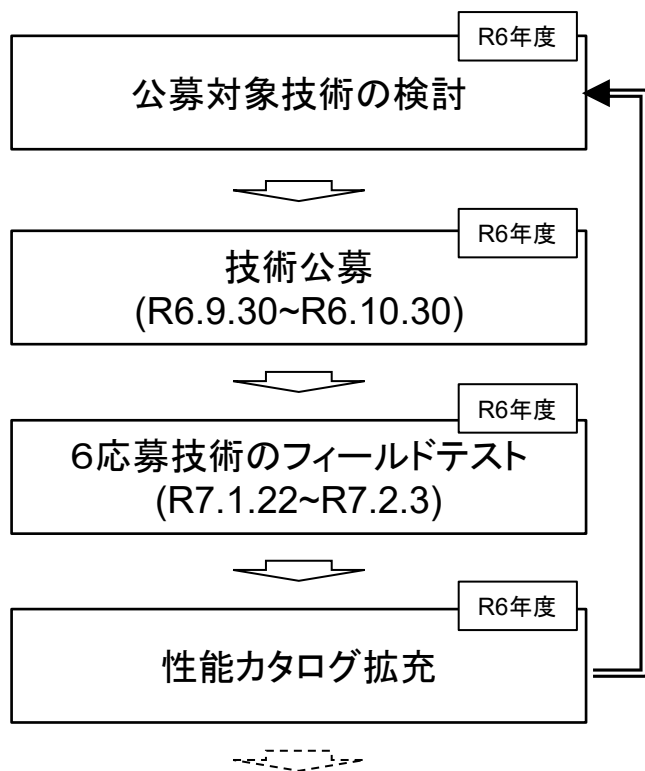 R6年度
公募対象技術の検討
R6年度
技術公募
(R6.9.30~R6.10.30)
R6年度
６応募技術のフィールドテスト
(R7.1.22~R7.2.3)
R6年度
性能カタログ拡充